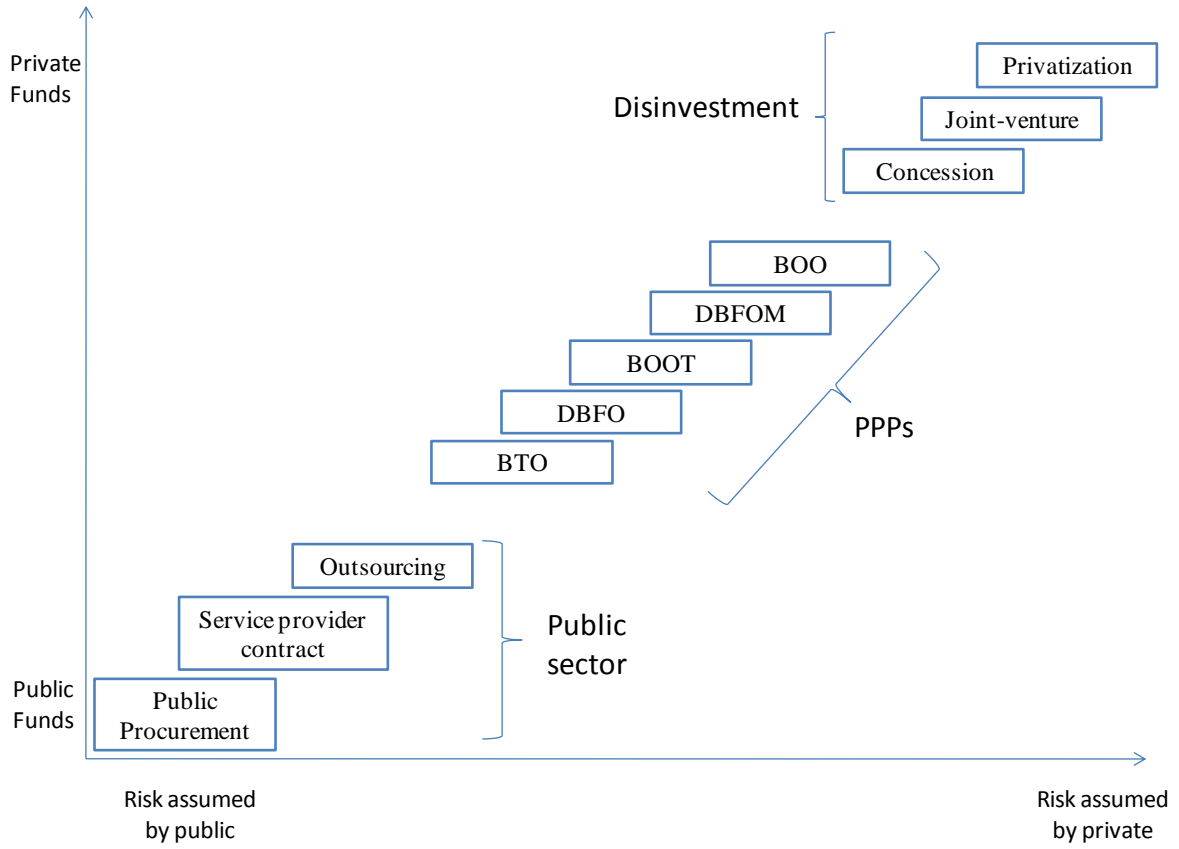 Private
Funds
Privatization
Disinvestment
Joint-venture
Concession
BOO
DBFOM
BOOT
DBFO
PPPs
BTO
Outsourcing
Service provider
contract
Public
sector
Public
Funds
Public
Procurement
Risk assumed
by public
Risk assumed
by private